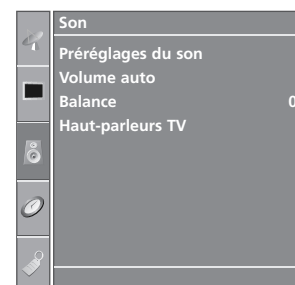 Son
Préréglages du son
Volume auto
Balance 0
Haut-parleurs TV